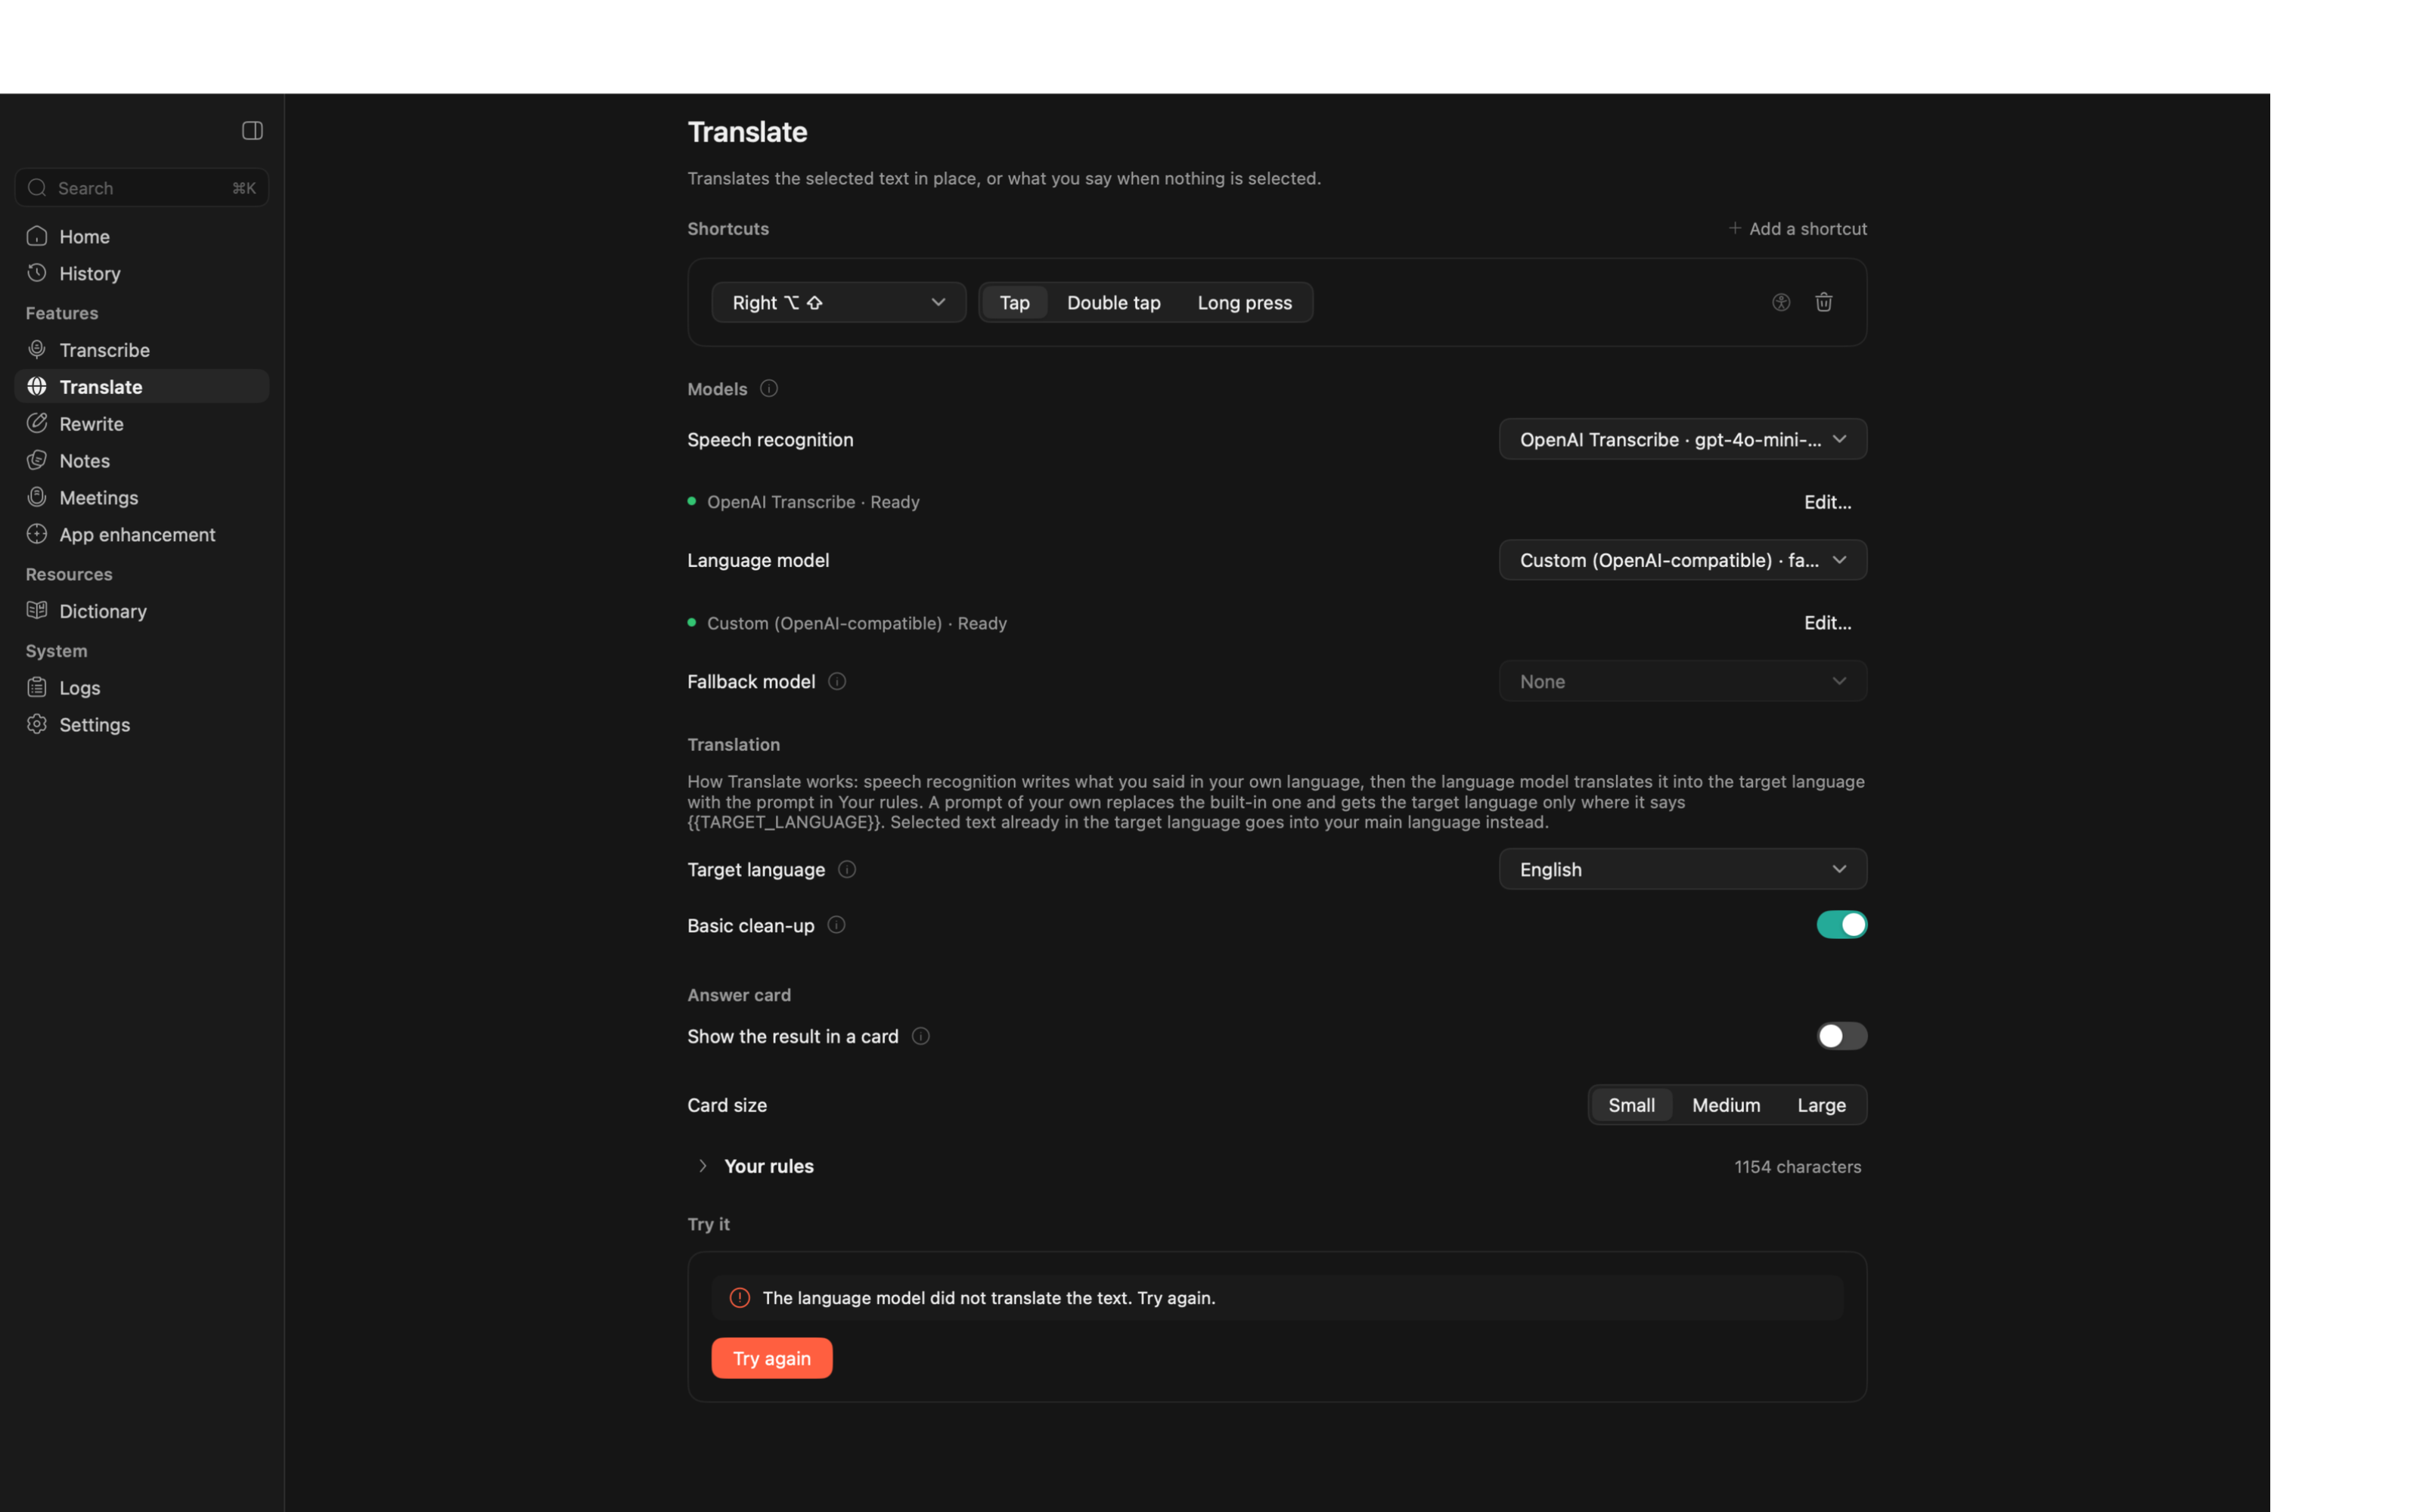 Search ⌘K
Home
History
Features
Transcribe
Translate
Rewrite
Notes
Meetings
App enhancement
Resources
Dictionary
System
Logs
Settings
Translate
Translates the selected text in place, or what you say when nothing is selected.
Shortcuts
+ Add a shortcut
Right ⌥ ⇧
Tap Double tap Long press
Models
Speech recognition
OpenAI Transcribe · gpt-4o-mini-...
OpenAI Transcribe · Ready
Edit...
Language model
Custom (OpenAI-compatible) · fa...
Custom (OpenAI-compatible) · Ready
Edit...
Fallback model
None
Translation
How Translate works: speech recognition writes what you said in your own language, then the language model translates it into the target language
with the prompt in Your rules. A prompt of your own replaces the built-in one and gets the target language only where it says
{{TARGET_LANGUAGE}}. Selected text already in the target language goes into your main language instead.
Target language
English
Basic clean-up
Answer card
Show the result in a card
Card size
Small Medium Large
Your rules
1154 characters
Try it
The language model did not translate the text. Try again.
Try again